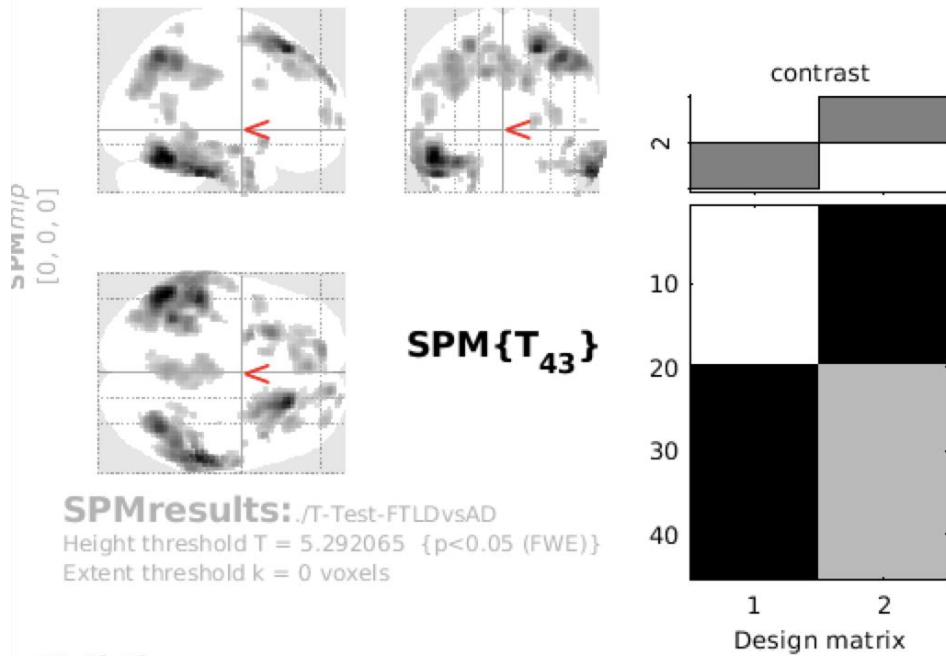 SPMmip
[0, 0, 0]
<
<
<
SPM{T43}
SPMresults: ./T-Test-FTLDvsAD
Height threshold T = 5.292065 {p<0.05 (FWE)}
Extent threshold k = 0 voxels
contrast
2
10
20
30
40
1 2
Design matrix